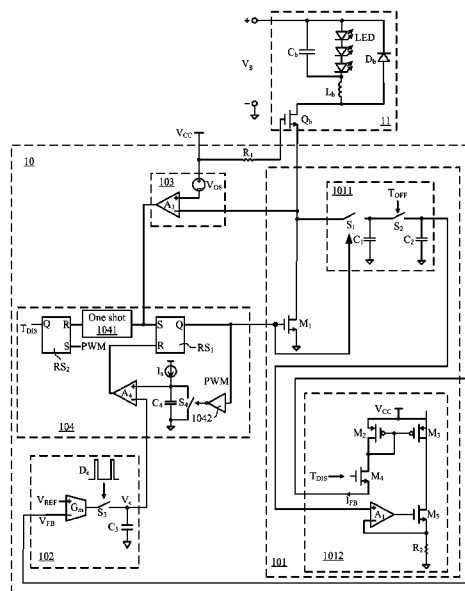 +
LED
C_b
D_b
V_g
L_b
−
V_CC
Q_b
11
10
R_1
103
V_OS
1011
T_OFF
A_3
S_1
S_2
C_1
C_2
T_DIS
Q
R
One shot
1041
S
Q
M_1
S
PWM
R
RS_1
RS_2
I_s
PWM
A_4
C_4
S_4
1042
104
V_CC
M_2
M_3
D_c
T_DIS
M_4
V_REF
G_m
V_c
I_FB
S_3
A_1
M_5
V_FB
C_3
R_2
102
101
1012